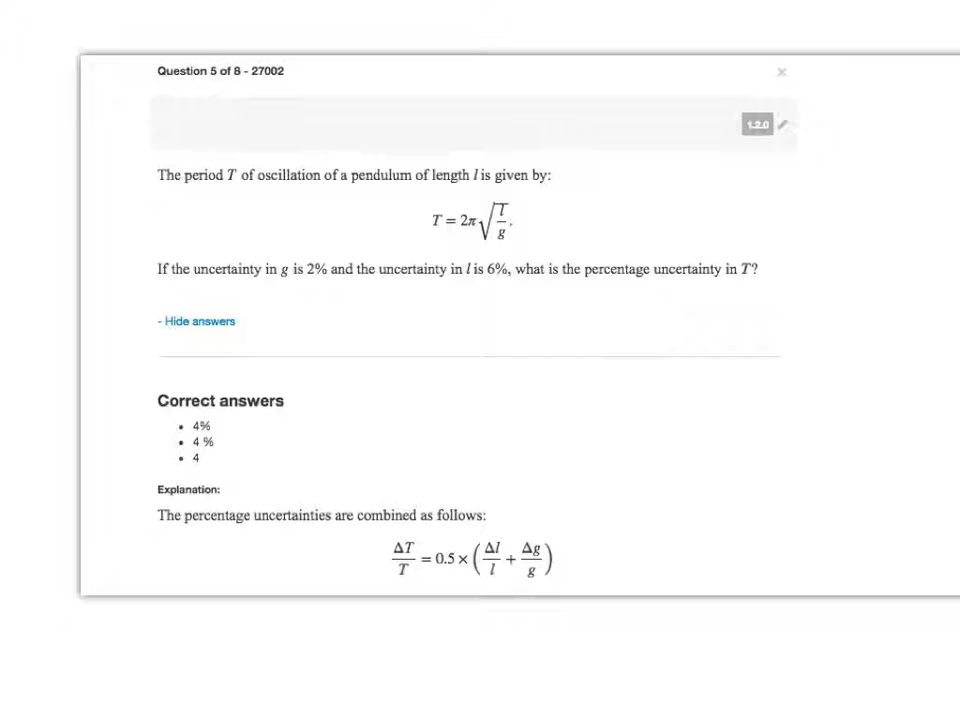 Question 5 of 8 - 27002
×
1.2.0
The period T of oscillation of a pendulum of length l is given by:
T = 2π√(l/g).
If the uncertainty in g is 2% and the uncertainty in l is 6%, what is the percentage uncertainty in T?
- Hide answers
Correct answers
• 4%
• 4 %
• 4
Explanation:
The percentage uncertainties are combined as follows:
ΔT/T = 0.5 × (Δl/l + Δg/g)